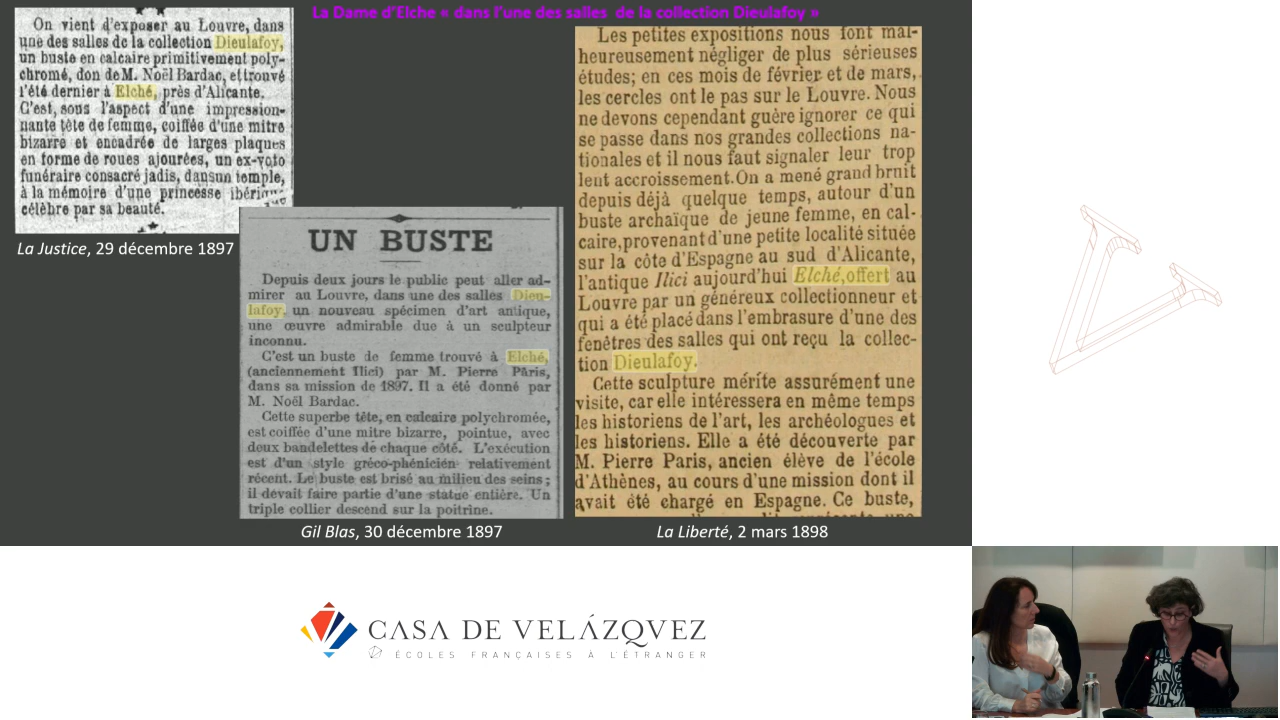 La Dame d'Elche « dans l'une des salles de la collection Dieulafoy »
On vient d'exposer au Louvre, dans
une des salles de la collection Dieulafoy,
un buste en calcaire primitivement poly-
chromé, don de M. Noël Bardac, et trouvé
l'été dernier à Elché, près d'Alicante.
C'est, sous l'aspect d'une impression-
nante tête de femme, coiffée d'une mitre
bizarre et encadrée de larges plaques
en forme de roues ajourées, un ex-voto
funéraire consacré jadis, dans un temple,
à la mémoire d'une princesse
célèbre par sa beauté.
La Justice, 29 décembre 1897
UN BUSTE
Depuis deux jours le public peut aller ad-
mirer au Louvre, dans une des salles Dieu-
lafoy, un nouveau spécimen d'art antique,
une œuvre admirable due à un sculpteur
inconnu.
C'est un buste de femme trouvé à Elché,
(anciennement Ilici) par M. Pierre Pâris,
dans sa mission de 1897. Il a été donné par
M. Noël Bardac.
Cette superbe tête, en calcaire polychromée,
est coiffée d'une mitre bizarre, pointue, avec
deux bandelettes de chaque côté. L'exécution
est d'un style gréco-phénicien relativement
récent. Le buste est brisé au milieu des seins ;
il devait faire partie d'une statue entière. Un
triple collier descend sur la poitrine.
Gil Blas, 30 décembre 1897
Les petites expositions nous font mal-
heureusement négliger de plus sérieuses
études; en ces mois de février et de mars,
les cercles ont le pas sur le Louvre. Nous
ne devons cependant guère ignorer ce qui
se passe dans nos grandes collections na-
tionales et il nous faut signaler leur trop
lent accroissement. On a mené grand bruit
depuis déjà quelque temps, autour d'un
buste archaïque de jeune femme, en cal-
caire, provenant d'une petite localité située
sur la côte d'Espagne au sud d'Alicante,
l'antique Ilici aujourd'hui Elché, offert au
Louvre par un généreux collectionneur et
qui a été placé dans l'embrasure d'une des
fenêtres des salles qui ont reçu la collec-
tion Dieulafoy.
Cette sculpture mérite assurément une
visite, car elle intéressera en même temps
les historiens de l'art, les archéologues et
les historiens. Elle a été découverte par
M. Pierre Paris, ancien élève de l'école
d'Athènes, au cours d'une mission dont il
avait été chargé en Espagne. Ce buste,
La Liberté, 2 mars 1898
CASA DE VELÁZQVEZ
ÉCOLES FRANÇAISES À L'ÉTRANGER